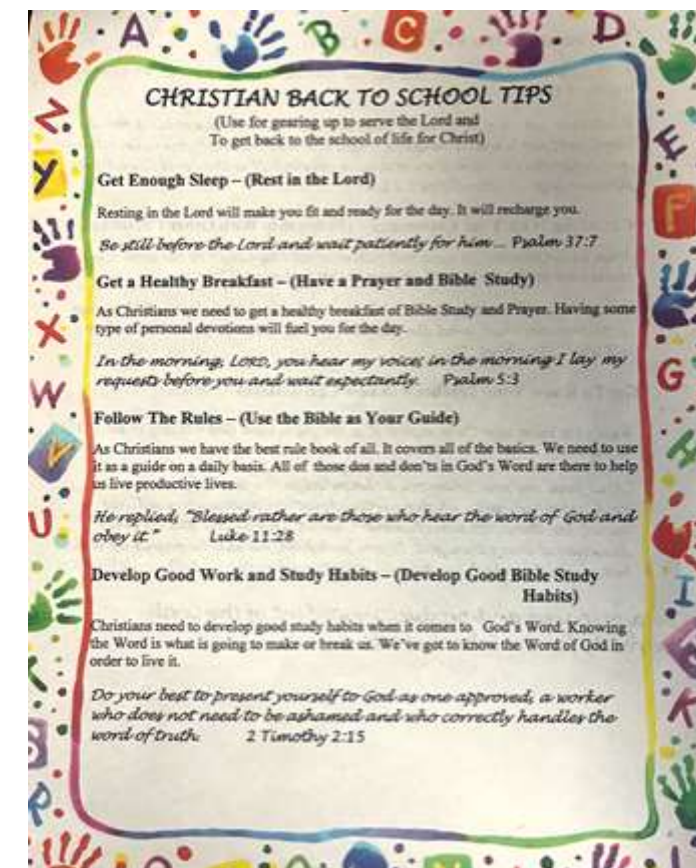 CHRISTIAN BACK TO SCHOOL TIPS
(Use for gearing up to serve the Lord and
To get back to the school of life for Christ)
Get Enough Sleep – (Rest in the Lord)
Resting in the Lord will make you fit and ready for the day. It will recharge you.
Be still before the Lord and wait patiently for him... Psalm 37:7
Get a Healthy Breakfast – (Have a Prayer and Bible Study)
As Christians we need to get a healthy breakfast of Bible Study and Prayer. Having some
type of personal devotions will fuel you for the day.
In the morning, LORD, you hear my voice; in the morning I lay my
requests before you and wait expectantly. Psalm 5:3
Follow The Rules – (Use the Bible as Your Guide)
As Christians we have the best rule book of all. It covers all of the basics. We need to use
it as a guide on a daily basis. All of those dos and don'ts in God's Word are there to help
us live productive lives.
He replied, "Blessed rather are those who hear the word of God and
obey it." Luke 11:28
Develop Good Work and Study Habits – (Develop Good Bible Study
Habits)
Christians need to develop good study habits when it comes to God's Word. Knowing
the Word is what is going to make or break us. We've got to know the Word of God in
order to live it.
Do your best to present yourself to God as one approved, a worker
who does not need to be ashamed and who correctly handles the
word of truth. 2 Timothy 2:15
A
B
C
D
E
F
G
H
I
K
R
U
V
W
X
Y
Z